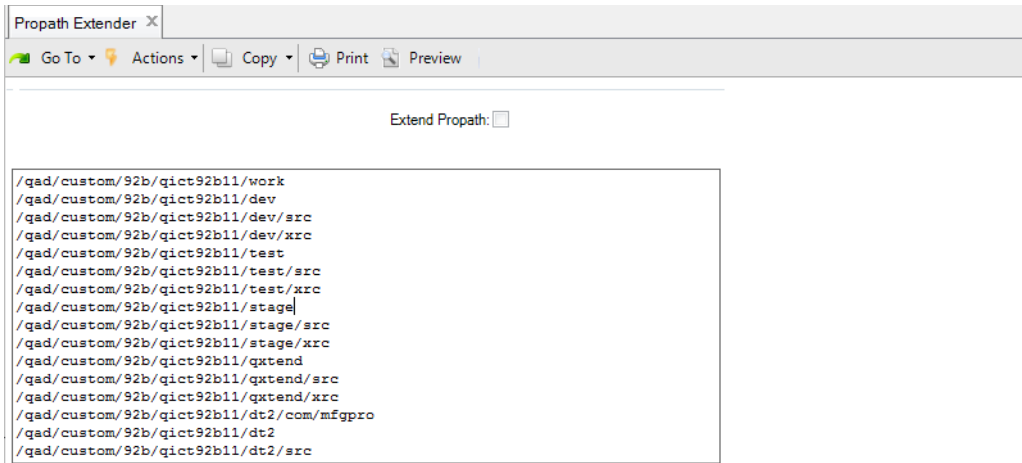 Propath Extender X
Go To Actions Copy Print Preview
Extend Propath:
/qad/custom/92b/qict92b11/work
/qad/custom/92b/qict92b11/dev
/qad/custom/92b/qict92b11/dev/src
/qad/custom/92b/qict92b11/dev/xrc
/qad/custom/92b/qict92b11/test
/qad/custom/92b/qict92b11/test/src
/qad/custom/92b/qict92b11/test/xrc
/qad/custom/92b/qict92b11/stage
/qad/custom/92b/qict92b11/stage/src
/qad/custom/92b/qict92b11/stage/xrc
/qad/custom/92b/qict92b11/qxtend
/qad/custom/92b/qict92b11/qxtend/src
/qad/custom/92b/qict92b11/qxtend/xrc
/qad/custom/92b/qict92b11/dt2/com/mfgpro
/qad/custom/92b/qict92b11/dt2
/qad/custom/92b/qict92b11/dt2/src